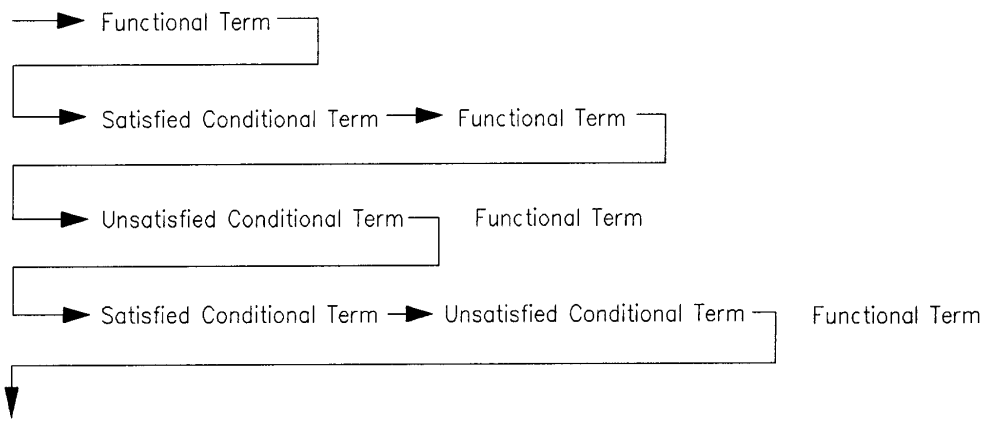 Functional Term
Satisfied Conditional Term Functional Term
Unsatisfied Conditional Term Functional Term
Satisfied Conditional Term Unsatisfied Conditional Term Functional Term